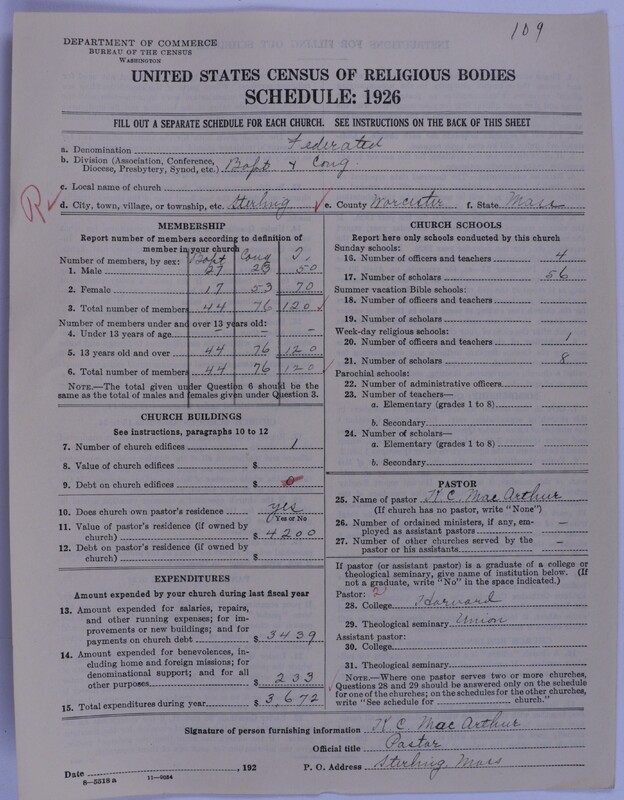 109
DEPARTMENT OF COMMERCE
BUREAU OF THE CENSUS
WASHINGTON
UNITED STATES CENSUS OF RELIGIOUS BODIES
SCHEDULE: 1926
FILL OUT A SEPARATE SCHEDULE FOR EACH CHURCH. SEE INSTRUCTIONS ON THE BACK OF THIS SHEET
a. Denomination Federated
b. Division (Association, Conference, Diocese, Presbytery, Synod, etc.) Bapt & Cong
c. Local name of church
R d. City, town, village, or township, etc. Sterling e. County Worcester f. State Mass
MEMBERSHIP
Report number of members according to definition of member in your church
Number of members, by sex: Bapt Cong T.
1. Male 27 23 50
2. Female 17 53 70
3. Total number of members 44 76 120
Number of members under and over 13 years old:
4. Under 13 years of age – – –
5. 13 years old and over 44 76 120
6. Total number of members 44 76 120
NOTE.—The total given under Question 6 should be the same as the total of males and females given under Question 3.
CHURCH BUILDINGS
See instructions, paragraphs 10 to 12
7. Number of church edifices 1
8. Value of church edifices $
9. Debt on church edifices $ 0
10. Does church own pastor's residence yes
Yes or No
11. Value of pastor's residence (if owned by church) $ 4200
12. Debt on pastor's residence (if owned by church) $
EXPENDITURES
Amount expended by your church during last fiscal year
13. Amount expended for salaries, repairs, and other running expenses; for improvements or new buildings; and for payments on church debt $ 3439
14. Amount expended for benevolences, including home and foreign missions; for denominational support; and for all other purposes $ 233
15. Total expenditures during year $ 3,672
CHURCH SCHOOLS
Report here only schools conducted by this church
Sunday schools:
16. Number of officers and teachers 4
17. Number of scholars 56
Summer vacation Bible schools:
18. Number of officers and teachers
19. Number of scholars
Week-day religious schools:
20. Number of officers and teachers 1
21. Number of scholars 8
Parochial schools:
22. Number of administrative officers
23. Number of teachers—
a. Elementary (grades 1 to 8)
b. Secondary
24. Number of scholars—
a. Elementary (grades 1 to 8)
b. Secondary
PASTOR
25. Name of pastor K C. Mac Arthur
(If church has no pastor, write "None")
26. Number of ordained ministers, if any, employed as assistant pastors –
27. Number of other churches served by the pastor or his assistants –
If pastor (or assistant pastor) is a graduate of a college or theological seminary, give name of institution below. (If not a graduate, write "No" in the space indicated.)
Pastor: 2
28. College Harvard
29. Theological seminary Union
Assistant pastor:
30. College
31. Theological seminary
NOTE.—Where one pastor serves two or more churches, Questions 28 and 29 should be answered only on the schedule for one of the churches; on the schedules for the other churches, write "See schedule for church."
Signature of person furnishing information K C. Mac Arthur
Official title Pastor
Date , 192 P. O. Address Sterling, Mass
8-5518 a 11-9054